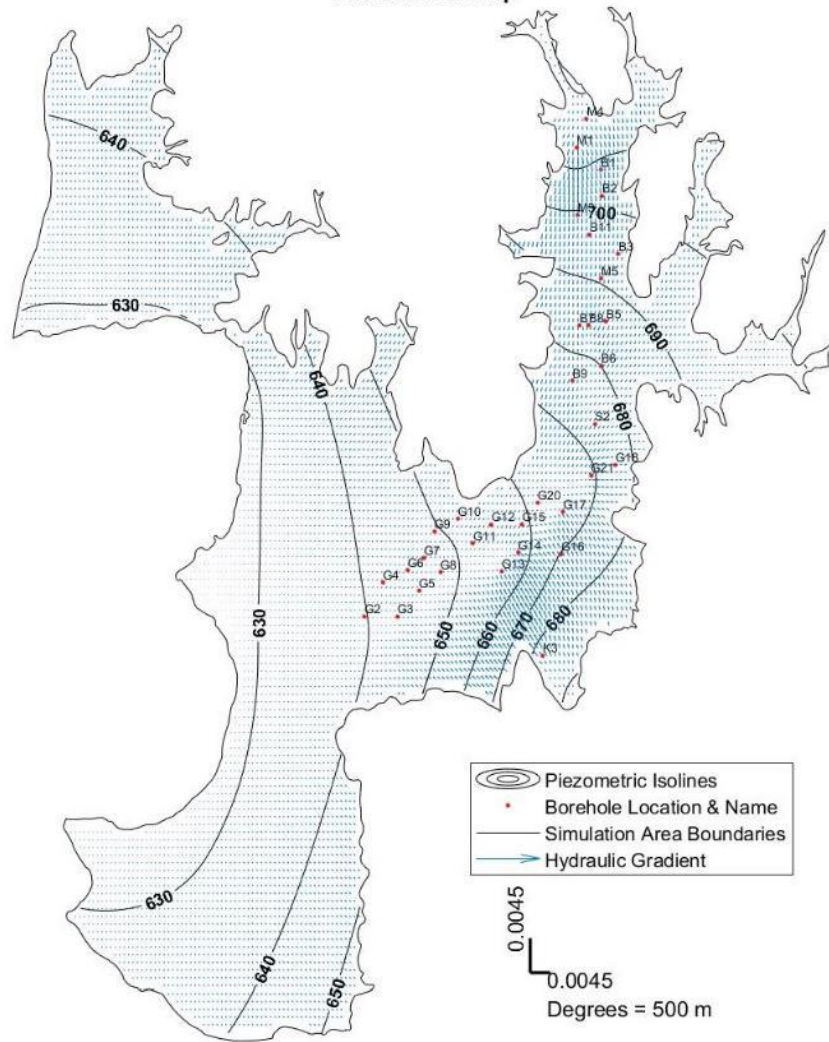 M4
M1
B1
B2
700
B11
B3
M5
640
630
B5
B8
690
B6
B9
640
680
S2
G18
G21
G20
G17
G10
G12
G15
G9
G11
G14
G16
G7
G6
G8
G13
G4
G5
G2
G3
630
650
660
670
680
K3
Piezometric Isolines
Borehole Location & Name
Simulation Area Boundaries
Hydraulic Gradient
630
640
650
0.0045
0.0045
Degrees = 500 m